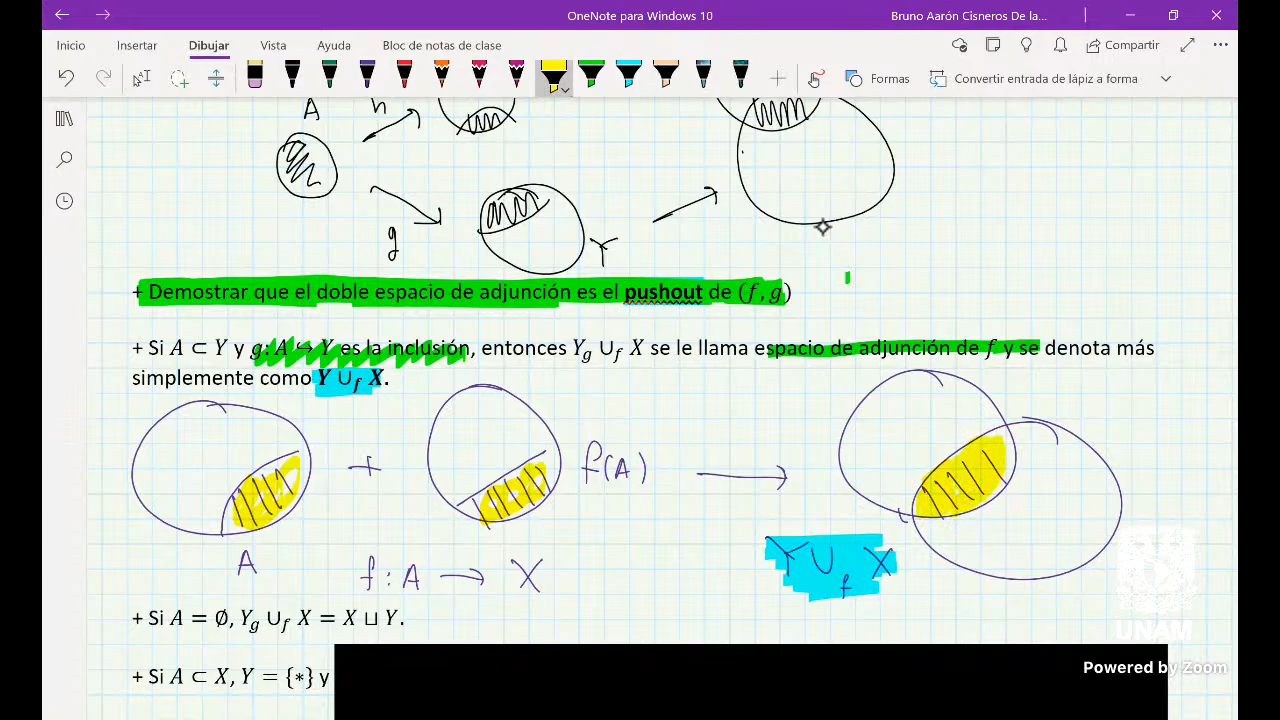 OneNote para Windows 10
Bruno Aarón Cisneros De la...
Inicio Insertar Dibujar Vista Ayuda Bloc de notas de clase Compartir
Formas Convertir entrada de lápiz a forma
A h
g
Y
+ Demostrar que el doble espacio de adjunción es el pushout de (f, g)
+ Si A ⊂ Y y g: A ↪ Y es la inclusión, entonces Y_g ∪_f X se le llama espacio de adjunción de f y se denota más
simplemente como Y ∪_f X.
+ f(A)
A f : A → X Y ∪_f X
+ Si A = ∅, Y_g ∪_f X = X ⊔ Y.
UNAM
+ Si A ⊂ X, Y = {∗} y
Powered by Zoom